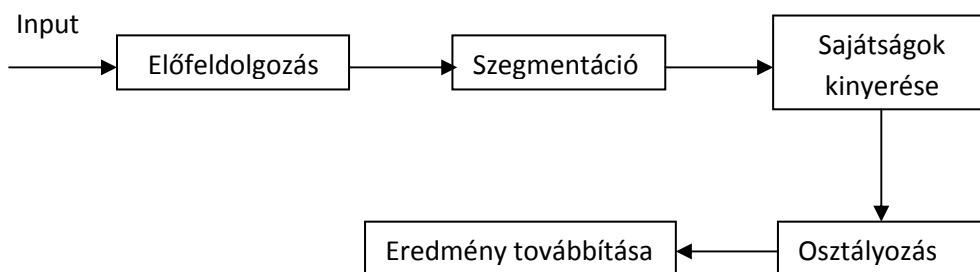 Input
Előfeldolgozás
Szegmentáció
Sajátságok
kinyerése
Osztályozás
Eredmény továbbítása